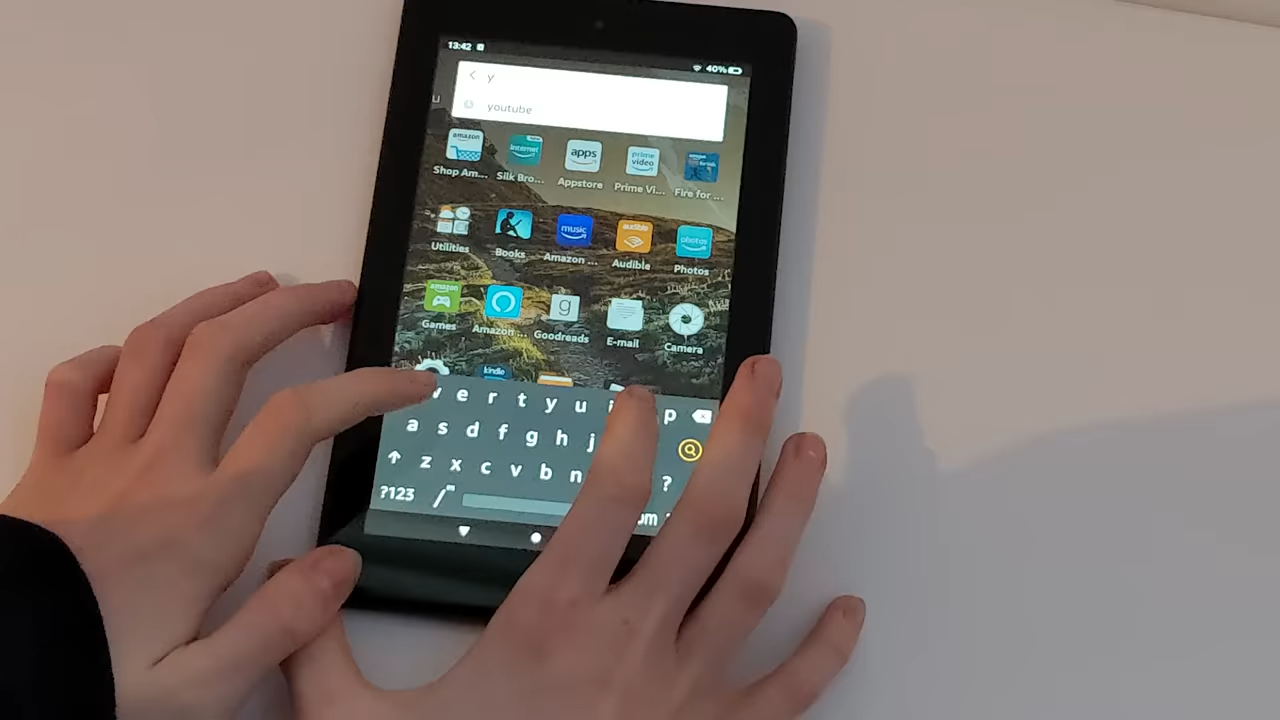 13:42
40%
y
u
youtube
amazon
Shop Am...
Internet
Silk Bro...
apps
Appstore
prime video
Prime Vi...
Fire for ...
Utilities
Books
music
Amazon ...
audible
Audible
Photos
photos
amazon
Games
Amazon ...
g
Goodreads
E-mail
Camera
kindle
e r t y u p
a s d f g h j
z x c v b n ?
?123